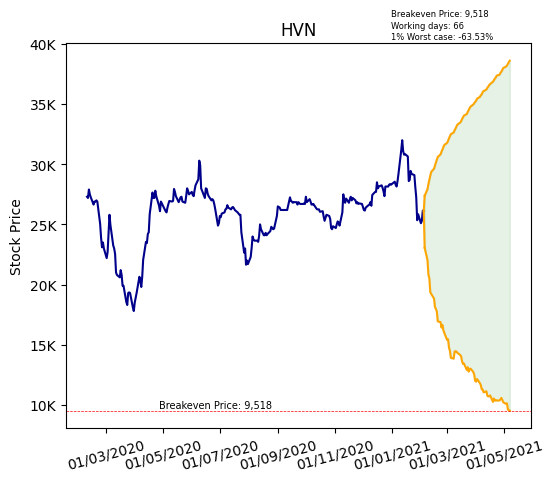 Breakeven Price: 9,518
Working days: 66
1% Worst case: -63.53%
HVN
Stock Price
40K
35K
30K
25K
20K
15K
10K
Breakeven Price: 9,518
01/03/2020
01/05/2020
01/07/2020
01/09/2020
01/11/2020
01/01/2021
01/03/2021
01/05/2021